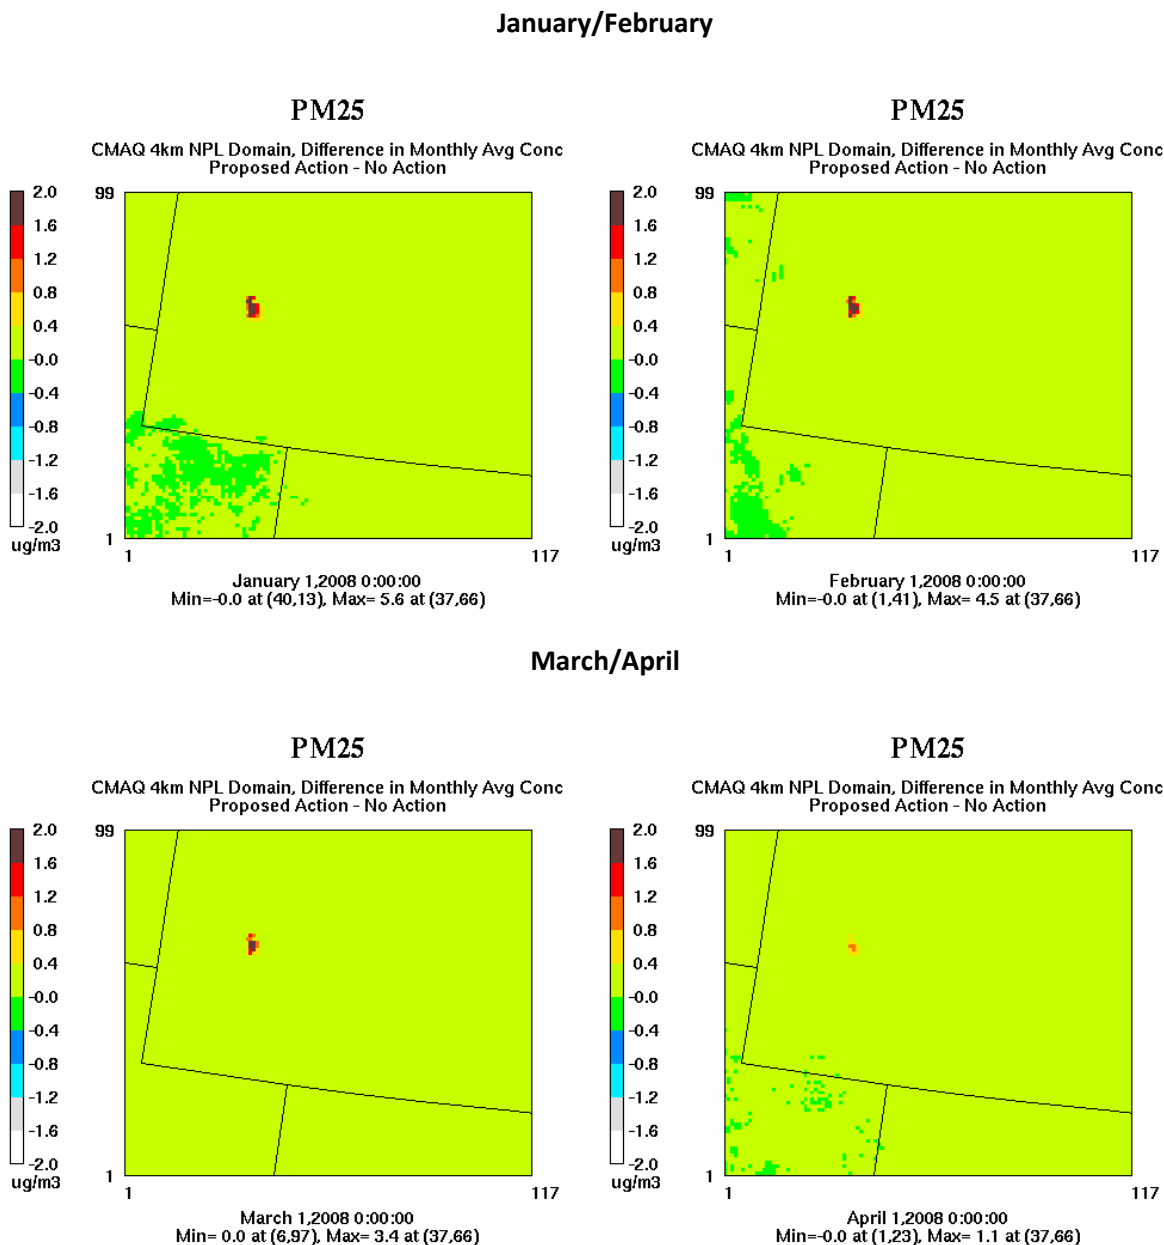 January/February
PM25
CMAQ 4km NPL Domain, Difference in Monthly Avg Conc
Proposed Action - No Action
2.0
1.6
1.2
0.8
0.4
-0.0
-0.4
-0.8
-1.2
-1.6
-2.0
ug/m3
99
1
1
117
January 1,2008 0:00:00
Min=-0.0 at (40,13), Max= 5.6 at (37,66)
PM25
CMAQ 4km NPL Domain, Difference in Monthly Avg Conc
Proposed Action - No Action
2.0
1.6
1.2
0.8
0.4
-0.0
-0.4
-0.8
-1.2
-1.6
-2.0
ug/m3
99
1
1
117
February 1,2008 0:00:00
Min=-0.0 at (1,41), Max= 4.5 at (37,66)
March/April
PM25
CMAQ 4km NPL Domain, Difference in Monthly Avg Conc
Proposed Action - No Action
2.0
1.6
1.2
0.8
0.4
-0.0
-0.4
-0.8
-1.2
-1.6
-2.0
ug/m3
99
1
1
117
March 1,2008 0:00:00
Min= 0.0 at (6,97), Max= 3.4 at (37,66)
PM25
CMAQ 4km NPL Domain, Difference in Monthly Avg Conc
Proposed Action - No Action
2.0
1.6
1.2
0.8
0.4
-0.0
-0.4
-0.8
-1.2
-1.6
-2.0
ug/m3
99
1
1
117
April 1,2008 0:00:00
Min=-0.0 at (1,23), Max= 1.1 at (37,66)